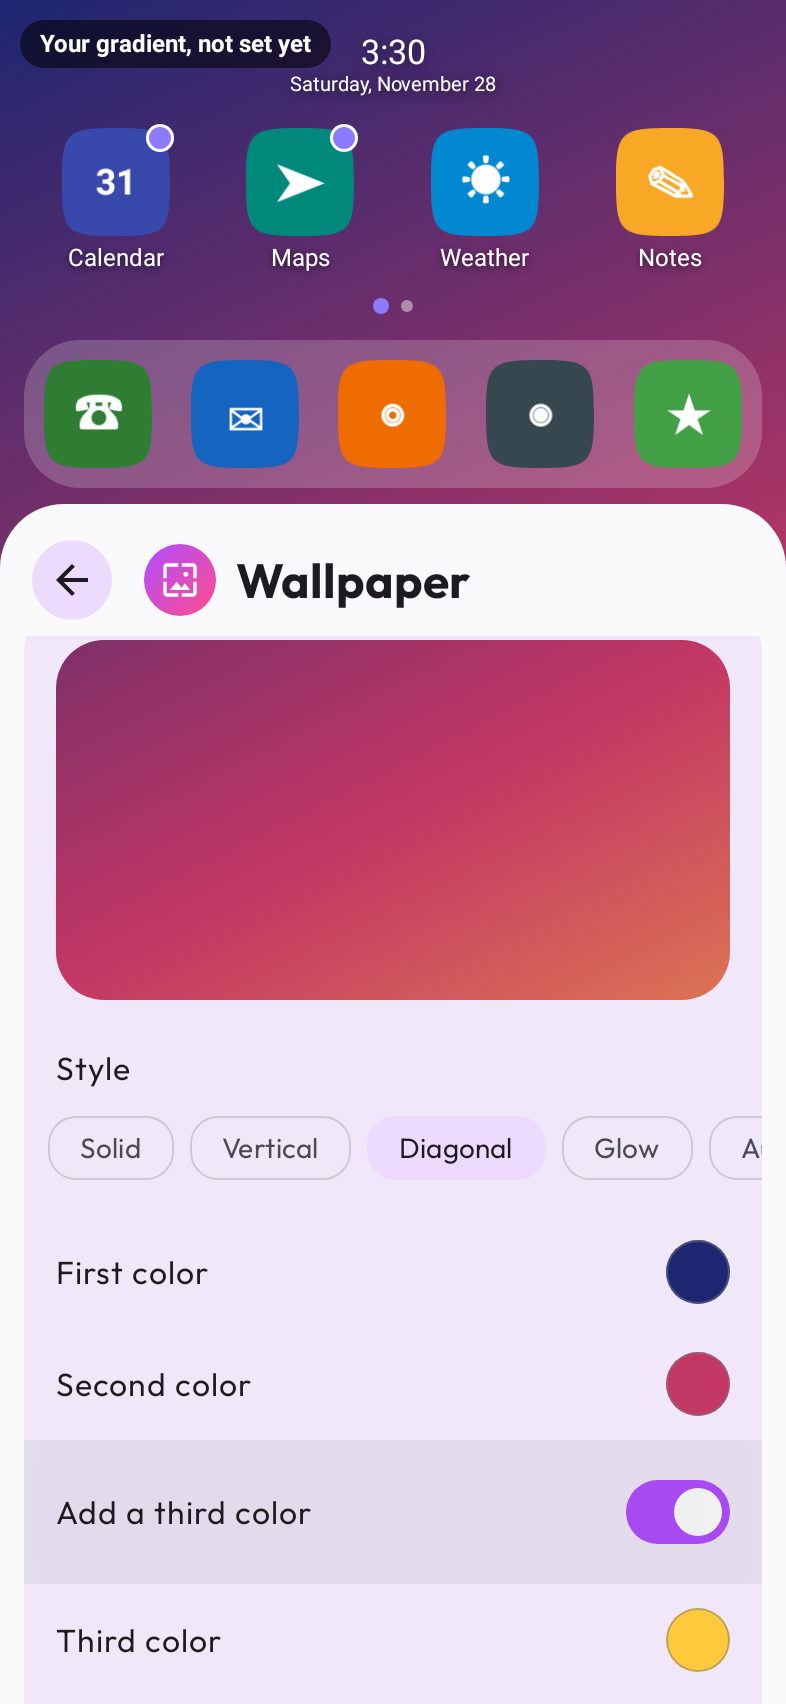 Your gradient, not set yet
3:30
Saturday, November 28
31
Calendar
Maps
Weather
Notes
Wallpaper
Style
Solid
Vertical
Diagonal
Glow
First color
Second color
Add a third color
Third color